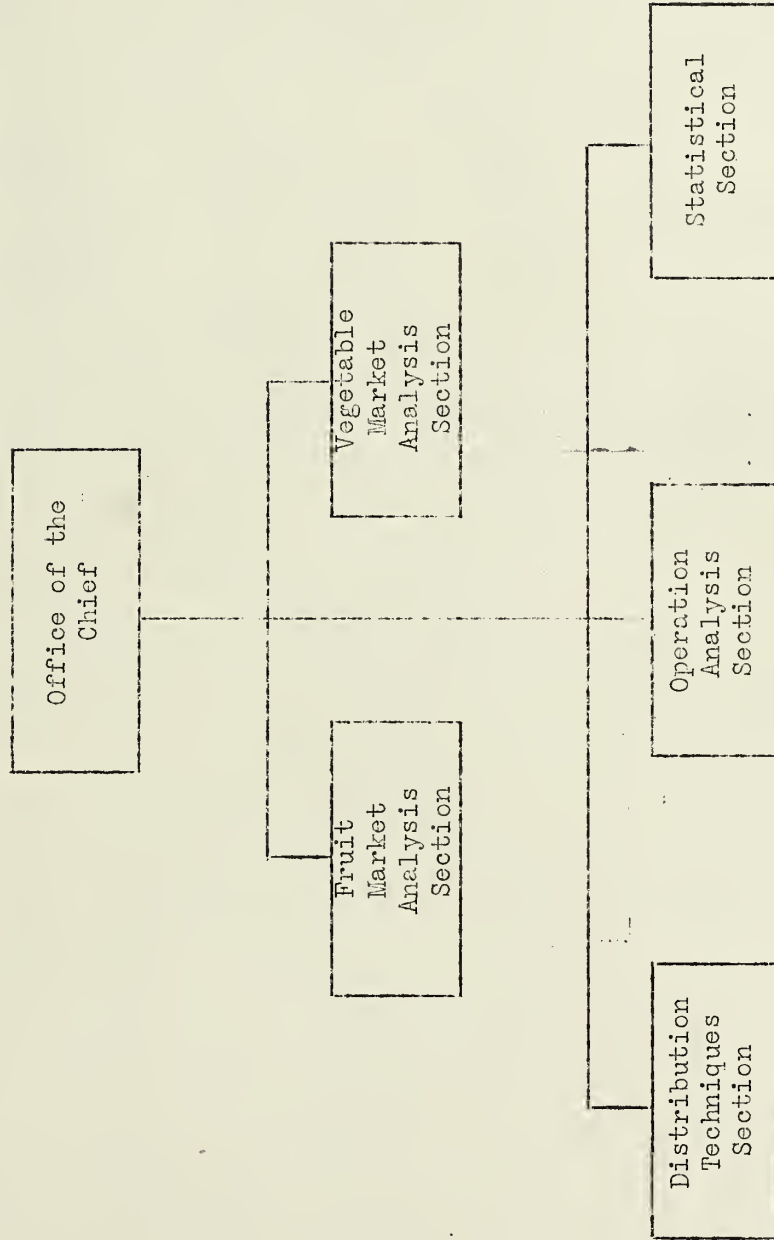 Office of the
Chief
Fruit
Market
Analysis
Section
Vegetable
Market
Analysis
Section
Distribution
Techniques
Section
Operation
Analysis
Section
Statistical
Section